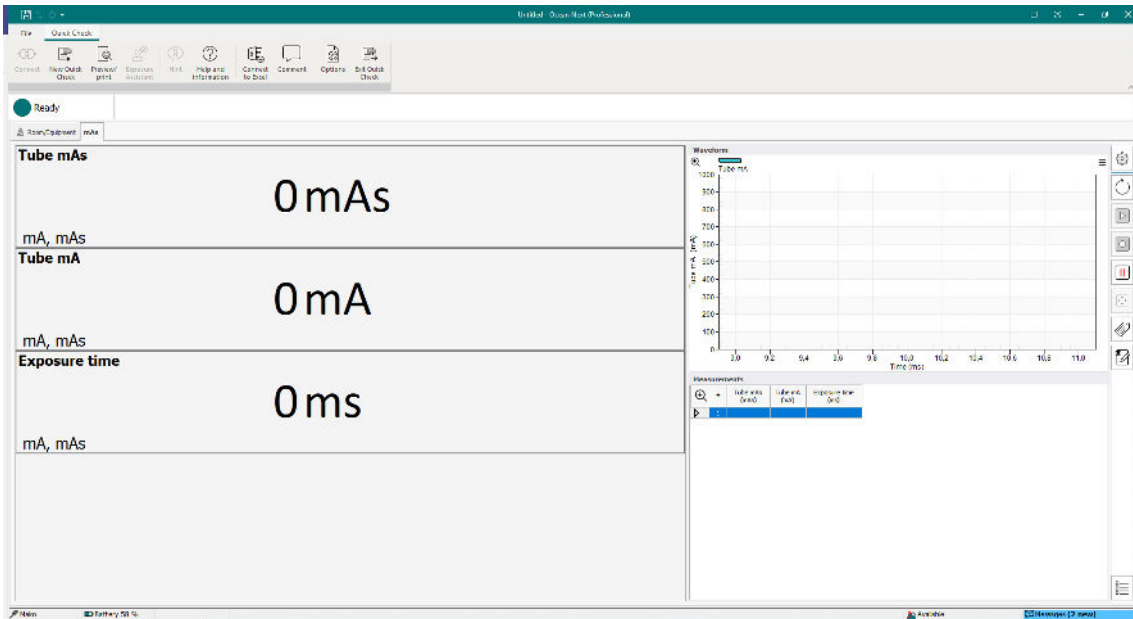 Untitled - Ocean Next (Professional)
File Quick Check
Connect New Quick Check Preview/ print Exposure Assistant Hint Help and information Connect to Excel Comment Options Exit Quick Check
Ready
Room/Equipment mAs
Tube mAs
0 mAs
mA, mAs
Tube mA
0 mA
mA, mAs
Exposure time
0 ms
mA, mAs
Waveform
Tube mA
1000
900
800
700
600
500
400
300
200
100
0
Tube mA (mA)
9,0 9,2 9,4 9,6 9,8 10,0 10,2 10,4 10,6 10,8 11,0
Time (ms)
Measurements
Tube mAs (mAs) Tube mA (mA) Exposure time (ms)
1
Mako Battery 58 % Available Messages (2 new)